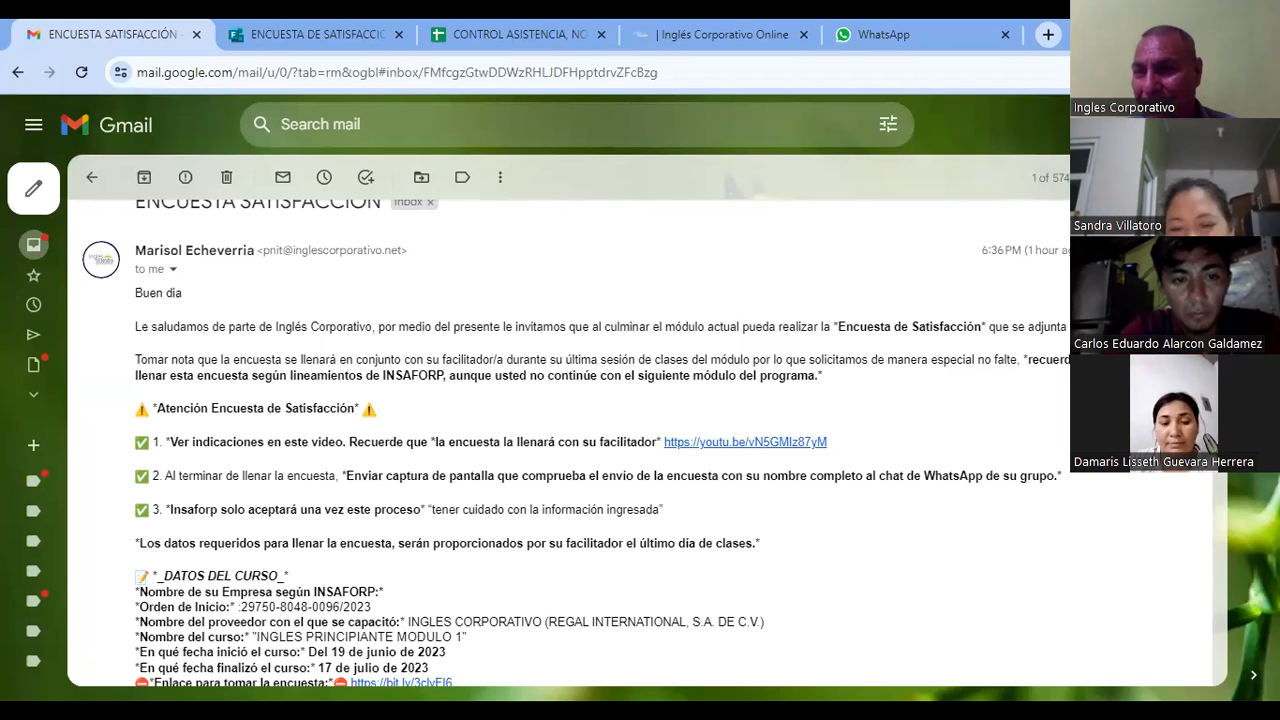 ENCUESTA SATISFACCIÓN -
ENCUESTA DE SATISFACCIO
CONTROL ASISTENCIA, NO
| Inglés Corporativo Online
WhatsApp
mail.google.com/mail/u/0/?tab=rm&ogbl#inbox/FMfcgzGtwDDWzRHLJDFHpptdrvZFcBzg
Gmail
Search mail
1 of 574
ENCUESTA SATISFACCIÓN
Inbox x
Marisol Echeverria <pnit@inglescorporativo.net>
6:36 PM (1 hour ag
to me
Buen dia
Le saludamos de parte de Inglés Corporativo, por medio del presente le invitamos que al culminar el módulo actual pueda realizar la *Encuesta de Satisfacción* que se adjunta
Tomar nota que la encuesta se llenará en conjunto con su facilitador/a durante su última sesión de clases del módulo por lo que solicitamos de manera especial no falte, *recuerd
llenar esta encuesta según lineamientos de INSAFORP, aunque usted no continúe con el siguiente módulo del programa.*
⚠️ *Atención Encuesta de Satisfacción* ⚠️
✅ 1. *Ver indicaciones en este video. Recuerde que *la encuesta la llenará con su facilitador* https://youtu.be/vN5GMlz87yM
✅ 2. Al terminar de llenar la encuesta, *Enviar captura de pantalla que comprueba el envío de la encuesta con su nombre completo al chat de WhatsApp de su grupo.*
✅ 3. *Insaforp solo aceptará una vez este proceso* “tener cuidado con la información ingresada”
*Los datos requeridos para llenar la encuesta, serán proporcionados por su facilitador el último día de clases.*
📝 *_DATOS DEL CURSO_*
*Nombre de su Empresa según INSAFORP:*
*Orden de Inicio:* :29750-8048-0096/2023
*Nombre del proveedor con el que se capacitó:* INGLES CORPORATIVO (REGAL INTERNATIONAL, S.A. DE C.V.)
*Nombre del curso:* "INGLES PRINCIPIANTE MODULO 1"
*En qué fecha inició el curso:* Del 19 de junio de 2023
*En qué fecha finalizó el curso:* 17 de julio de 2023
⛔*Enlace para tomar la encuesta:*⛔ https://bit.ly/3clyEI6
Ingles Corporativo
Sandra Villatoro
Carlos Eduardo Alarcon Galdamez
Damaris Lisseth Guevara Herrera